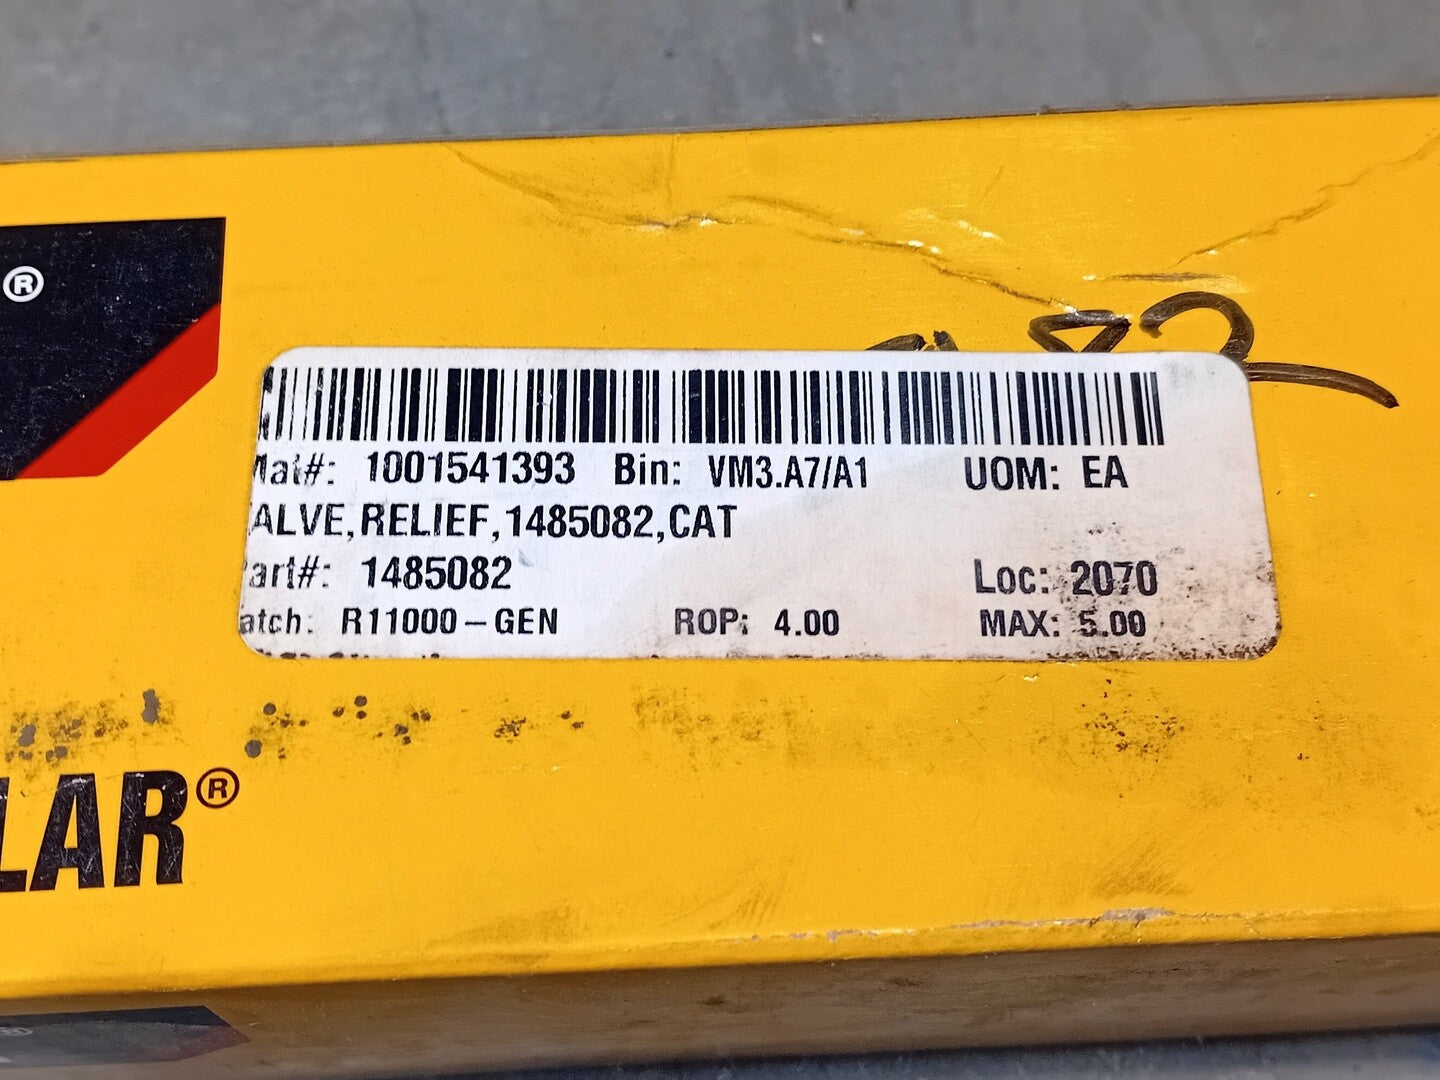 ®
Mat#: 1001541393 Bin: VM3.A7/A1 UOM: EA
ALVE,RELIEF,1485082,CAT
art#: 1485082 Loc: 2070
atch: R11000-GEN ROP: 4.00 MAX: 5.00
LAR®